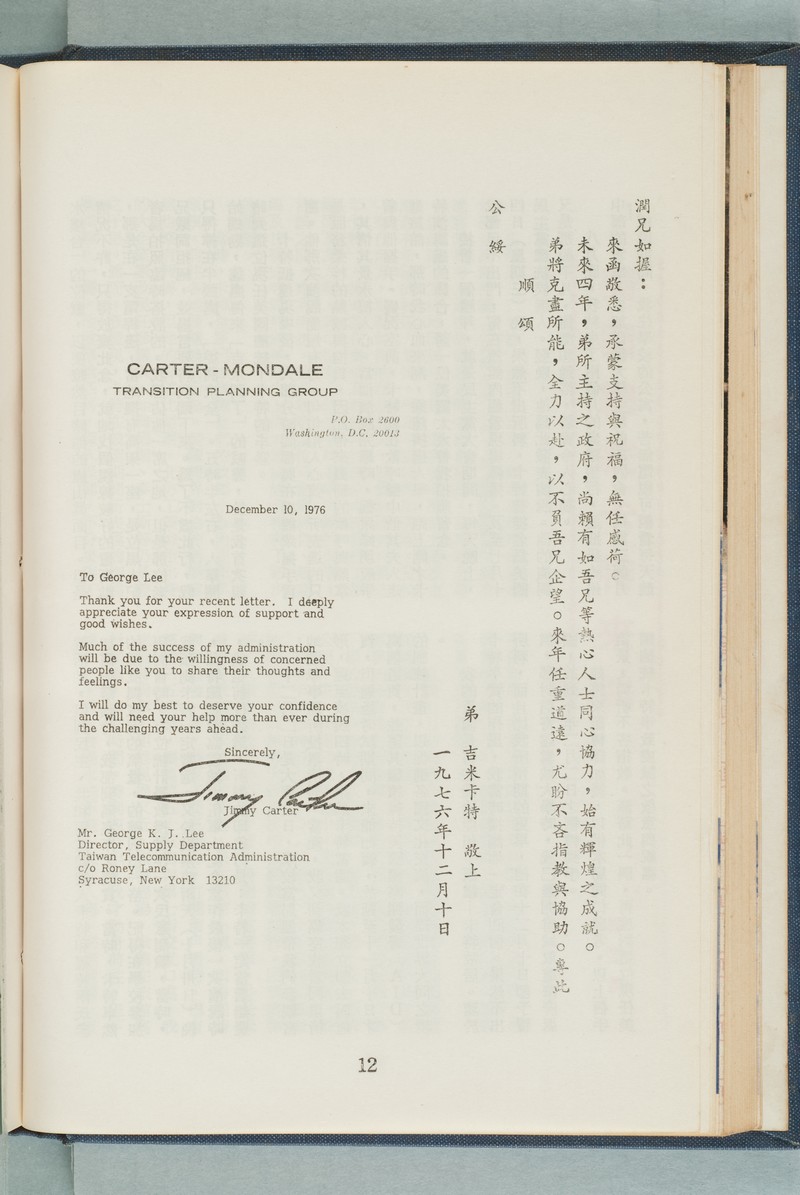 潤兄如握：
來函敬悉，承蒙支持與祝福，無任感荷。
未來四年，弟所主持之政府，尚賴有如吾兄等熱心人士同心協力，始有輝煌之成就。
弟將克盡所能，全力以赴，以不負吾兄企望。來年任重道遠，尤盼不吝指教與協助。專此
順頌
公綏
弟 吉米卡特 敬上
一九七六年十二月十日
CARTER - MONDALE
TRANSITION PLANNING GROUP
P.O. Box 2600
Washington, D.C. 20013
December 10, 1976
To George Lee
Thank you for your recent letter. I deeply
appreciate your expression of support and
good wishes.
Much of the success of my administration
will be due to the willingness of concerned
people like you to share their thoughts and
feelings.
I will do my best to deserve your confidence
and will need your help more than ever during
the challenging years ahead.
Sincerely,
Jimmy Carter
Jimmy Carter
Mr. George K. J. Lee
Director, Supply Department
Taiwan Telecommunication Administration
c/o Roney Lane
Syracuse, New York 13210
12